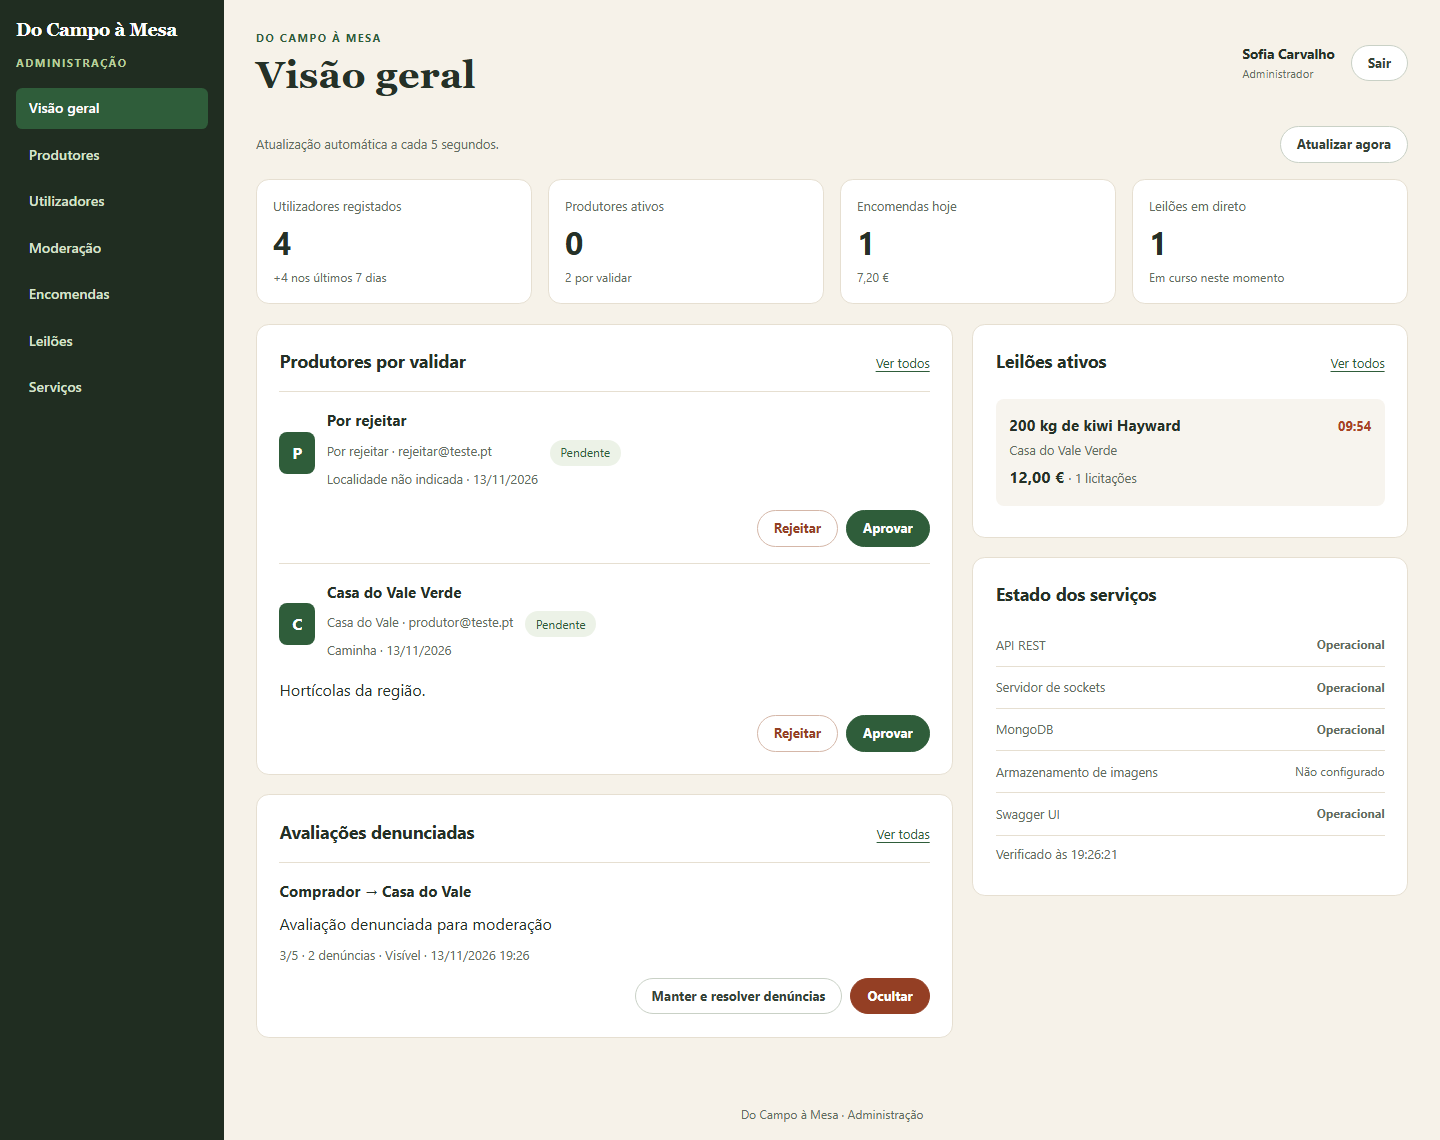 Do Campo à Mesa
ADMINISTRAÇÃO
Visão geral
Produtores
Utilizadores
Moderação
Encomendas
Leilões
Serviços
DO CAMPO À MESA
Visão geral
Sofia Carvalho
Administrador
Sair
Atualização automática a cada 5 segundos.
Atualizar agora
Utilizadores registados
4
+4 nos últimos 7 dias
Produtores ativos
0
2 por validar
Encomendas hoje
1
7,20 €
Leilões em direto
1
Em curso neste momento
Produtores por validar
Ver todos
P
Por rejeitar
Por rejeitar · rejeitar@teste.pt
Localidade não indicada · 13/11/2026
Pendente
Rejeitar
Aprovar
C
Casa do Vale Verde
Casa do Vale · produtor@teste.pt
Caminha · 13/11/2026
Pendente
Hortícolas da região.
Rejeitar
Aprovar
Avaliações denunciadas
Ver todas
Comprador → Casa do Vale
Avaliação denunciada para moderação
3/5 · 2 denúncias · Visível · 13/11/2026 19:26
Manter e resolver denúncias
Ocultar
Leilões ativos
Ver todos
200 kg de kiwi Hayward
09:54
Casa do Vale Verde
12,00 € · 1 licitações
Estado dos serviços
API REST
Operacional
Servidor de sockets
Operacional
MongoDB
Operacional
Armazenamento de imagens
Não configurado
Swagger UI
Operacional
Verificado às 19:26:21
Do Campo à Mesa · Administração